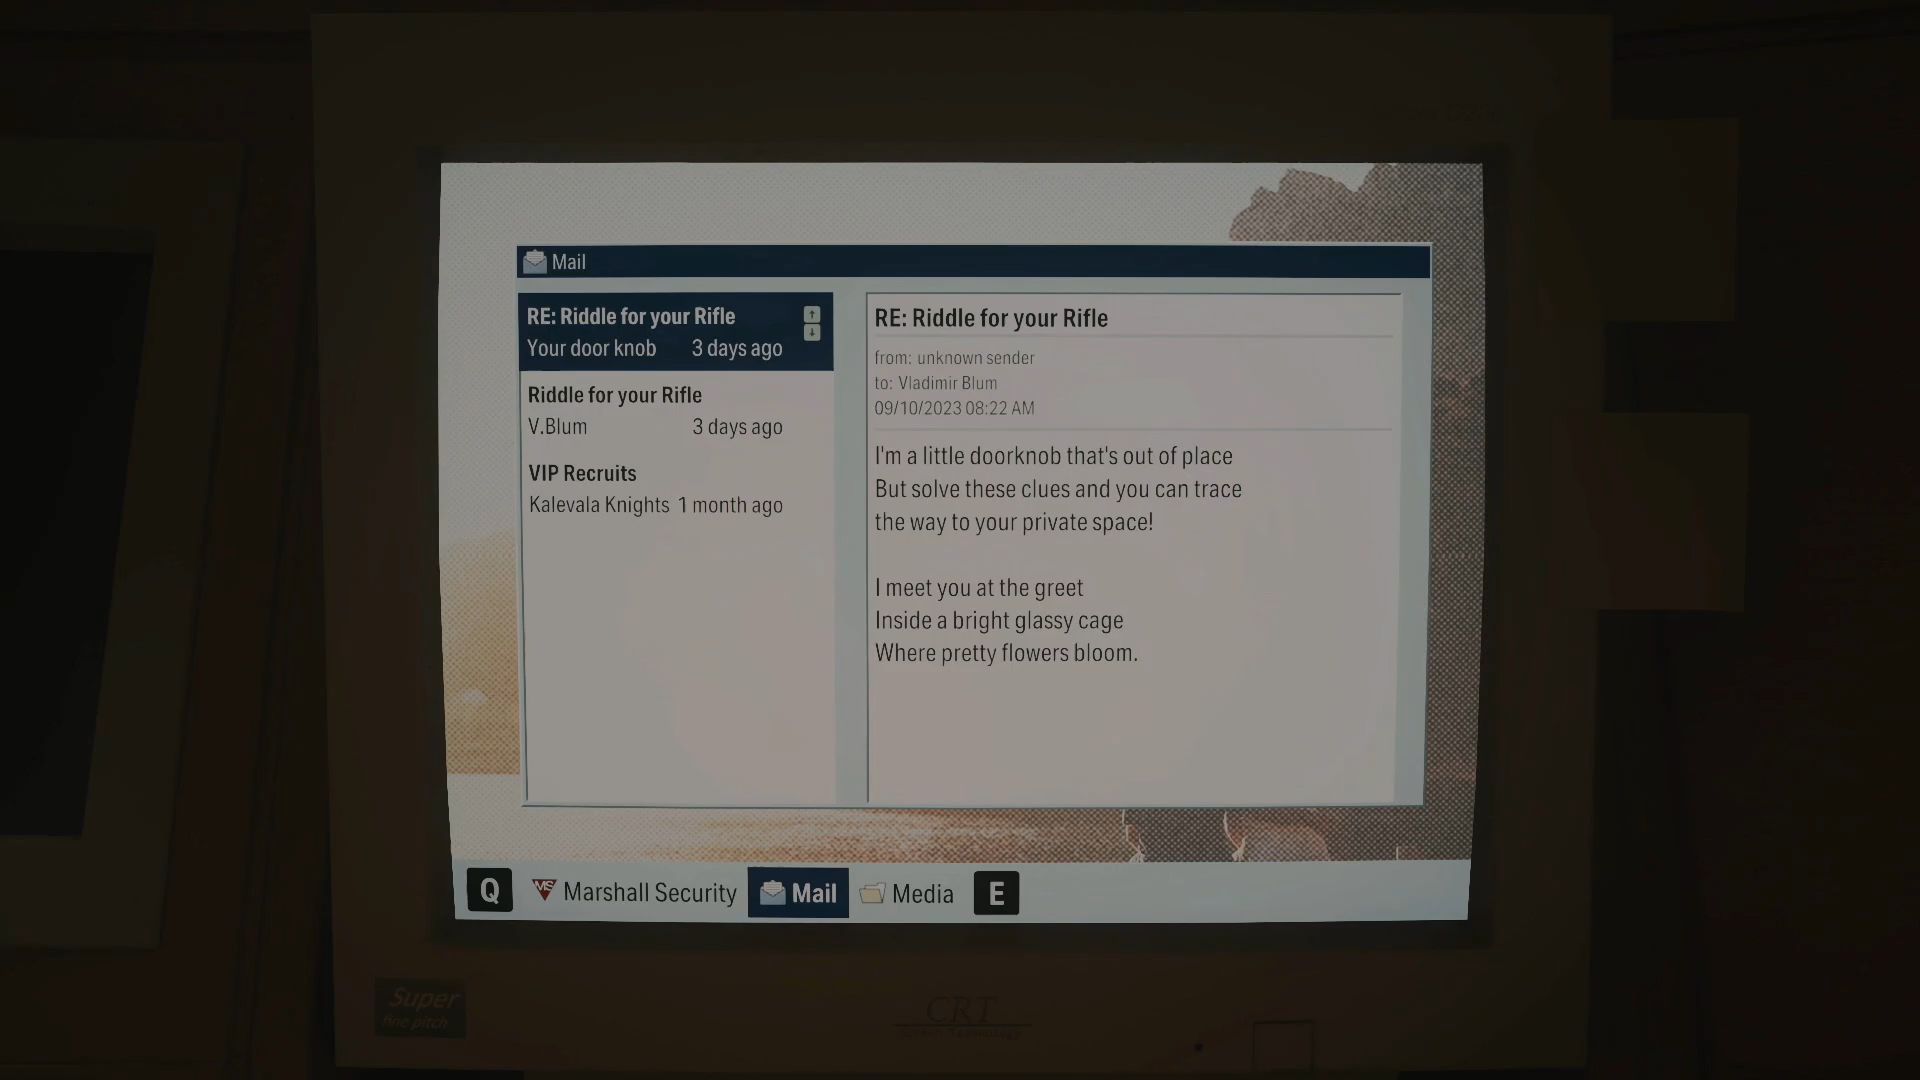 Mail
RE: Riddle for your Rifle
Your door knob 3 days ago
Riddle for your Rifle
V.Blum 3 days ago
VIP Recruits
Kalevala Knights 1 month ago
RE: Riddle for your Rifle
from: unknown sender
to: Vladimir Blum
09/10/2023 08:22 AM
I'm a little doorknob that's out of place
But solve these clues and you can trace
the way to your private space!
I meet you at the greet
Inside a bright glassy cage
Where pretty flowers bloom.
Q MS Marshall Security Mail Media E
Super
fine pitch
CRT